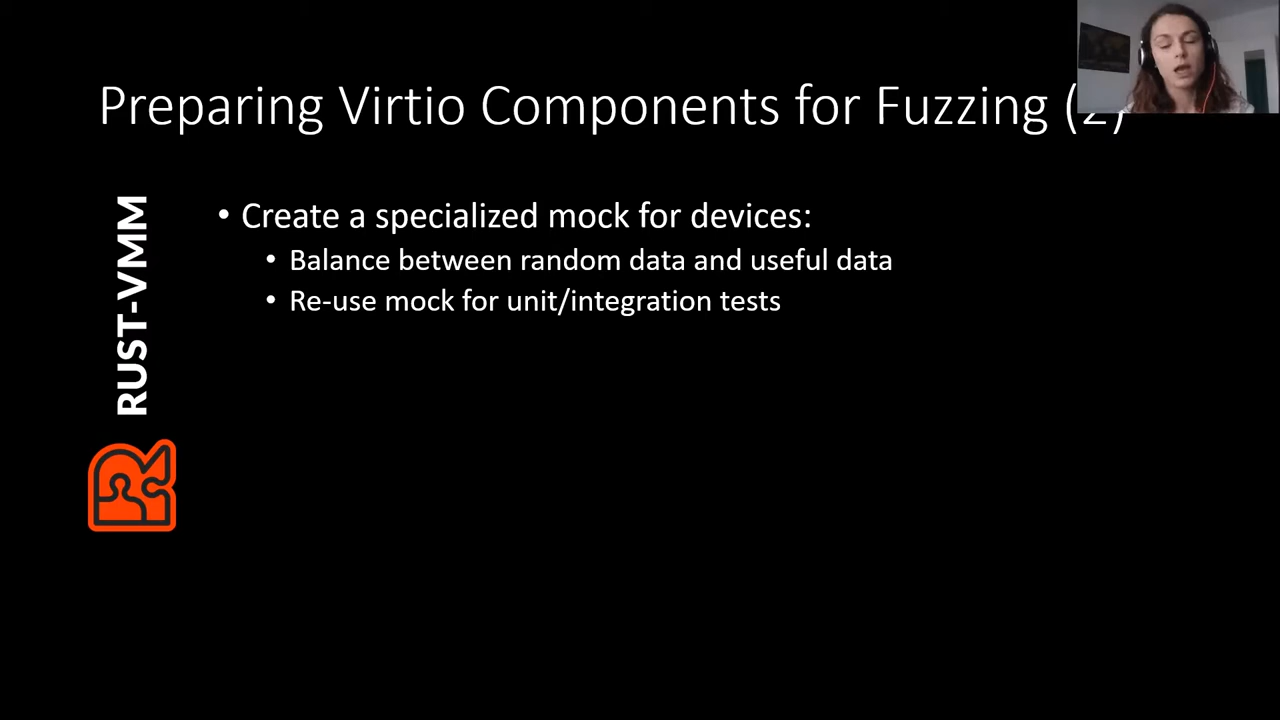 Preparing Virtio Components for Fuzzing (2)
RUST-VMM
• Create a specialized mock for devices:
• Balance between random data and useful data
• Re-use mock for unit/integration tests